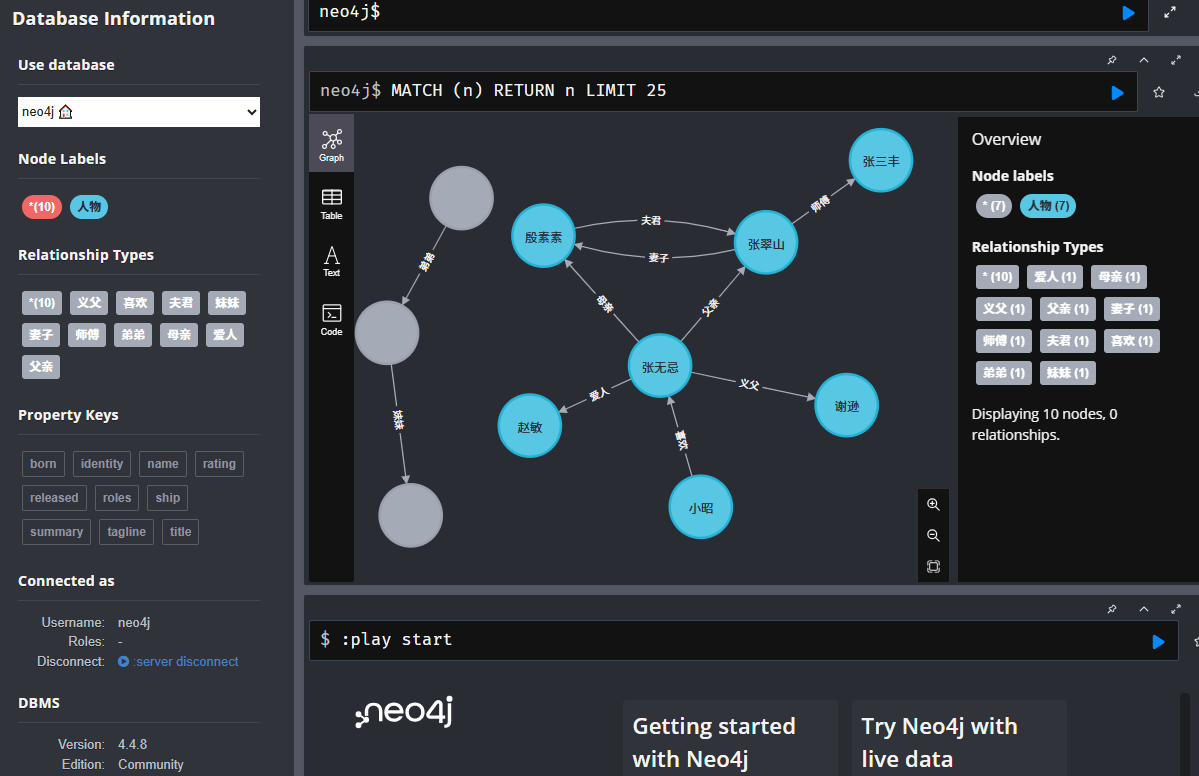 Database Information
Use database
neo4j
Node Labels
*(10) 人物
Relationship Types
*(10) 义父 喜欢 夫君 妹妹
妻子 师傅 弟弟 母亲 爱人
父亲
Property Keys
born identity name rating
released roles ship
summary tagline title
Connected as
Username: neo4j
Roles: -
Disconnect: :server disconnect
DBMS
Version: 4.4.8
Edition: Community
neo4j$
neo4j$ MATCH (n) RETURN n LIMIT 25
Graph
Table
Text
Code
张三丰
师傅
弟弟
殷素素
夫君
张翠山
妻子
母亲
父亲
张无忌
爱人
义父
妹妹
赵敏
谢逊
喜欢
小昭
Overview
Node labels
* (7) 人物 (7)
Relationship Types
* (10) 爱人 (1) 母亲 (1)
义父 (1) 父亲 (1) 妻子 (1)
师傅 (1) 夫君 (1) 喜欢 (1)
弟弟 (1) 妹妹 (1)
Displaying 10 nodes, 0
relationships.
$ :play start
neo4j
Getting started
with Neo4j
Try Neo4j with
live data